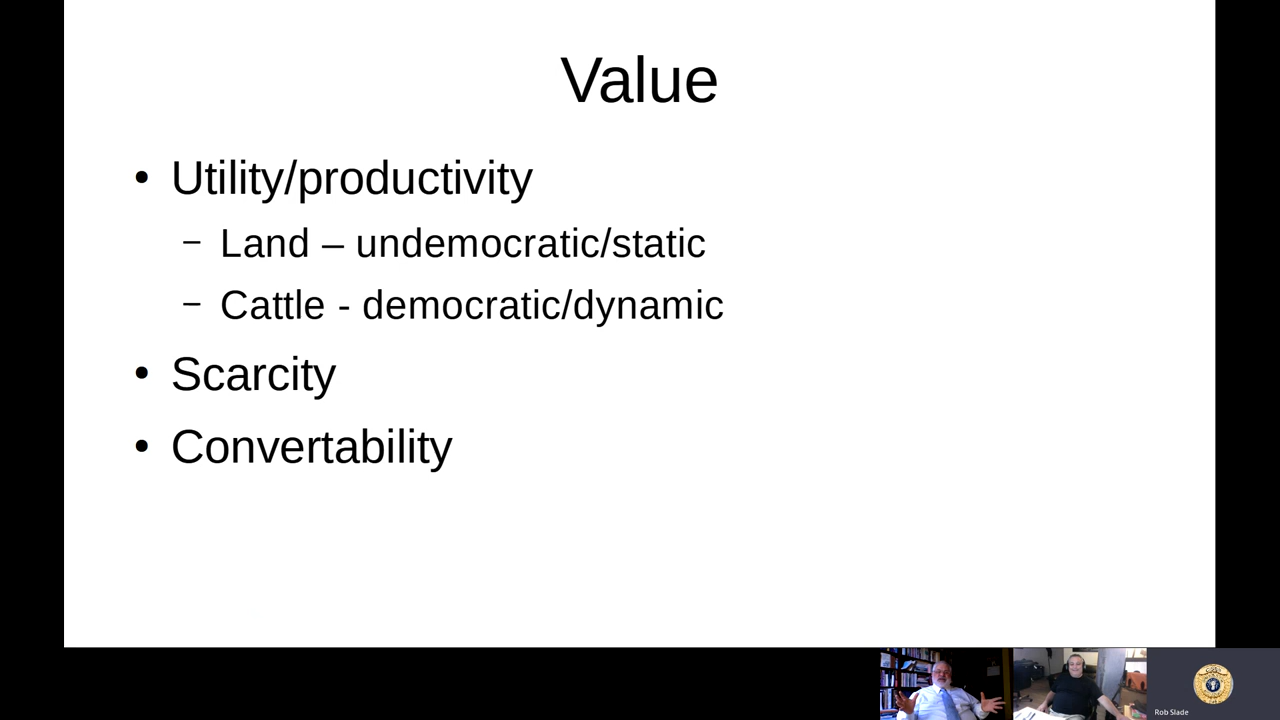 Value
• Utility/productivity
– Land – undemocratic/static
– Cattle - democratic/dynamic
• Scarcity
• Convertability
Rob Slade